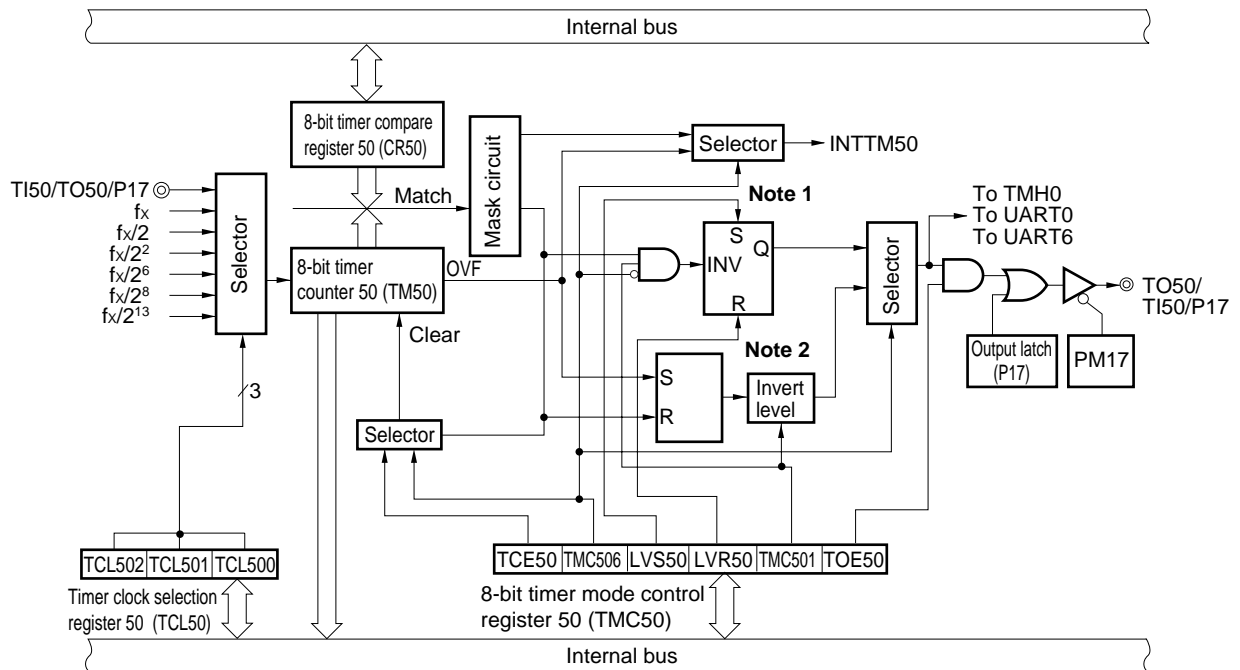 Internal bus
8-bit timer compare
register 50 (CR50)
Mask circuit
Selector
INTTM50
TI50/TO50/P17
fX
fX/2
fX/2²
fX/2⁶
fX/2⁸
fX/2¹³
Selector
Match
Note 1
S
Q
INV
R
To TMH0
To UART0
To UART6
Selector
8-bit timer
counter 50 (TM50)
OVF
Clear
TO50/
TI50/P17
Note 2
Output latch
(P17)
PM17
S
R
Invert
level
3
Selector
TCE50 TMC506 LVS50 LVR50 TMC501 TOE50
TCL502 TCL501 TCL500
Timer clock selection
register 50 (TCL50)
8-bit timer mode control
register 50 (TMC50)
Internal bus